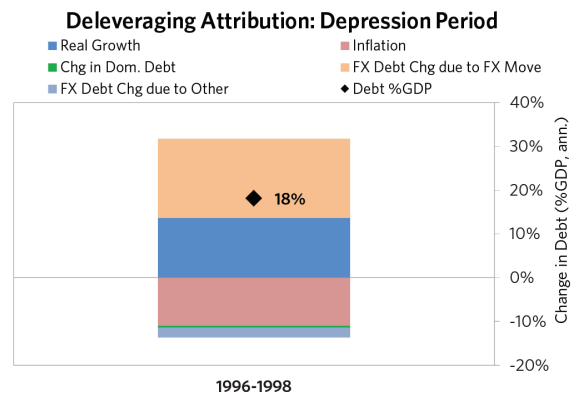 Deleveraging Attribution: Depression Period
Real Growth
Inflation
Chg in Dom. Debt
FX Debt Chg due to FX Move
FX Debt Chg due to Other
Debt %GDP
40%
30%
20%
10%
0%
-10%
-20%
Change in Debt (%GDP, ann.)
18%
1996-1998